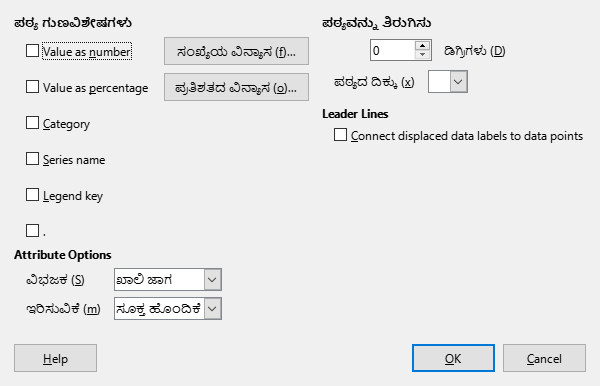 ಪಠ್ಯ ಗುಣವಿಶೇಷಗಳು
Value as number
ಸಂಖ್ಯೆಯ ವಿನ್ಯಾಸ (f)...
Value as percentage
ಪ್ರತಿಶತದ ವಿನ್ಯಾಸ (o)...
Category
Series name
Legend key
.
Attribute Options
ವಿಭಜಕ (S)
ಖಾಲಿ ಜಾಗ
ಇರಿಸುವಿಕೆ (m)
ಸೂಕ್ತ ಹೊಂದಿಕೆ
ಪಠ್ಯವನ್ನು ತಿರುಗಿಸು
0
ಡಿಗ್ರಿಗಳು (D)
ಪಠ್ಯದ ದಿಕ್ಕು (x)
Leader Lines
Connect displaced data labels to data points
Help
OK
Cancel